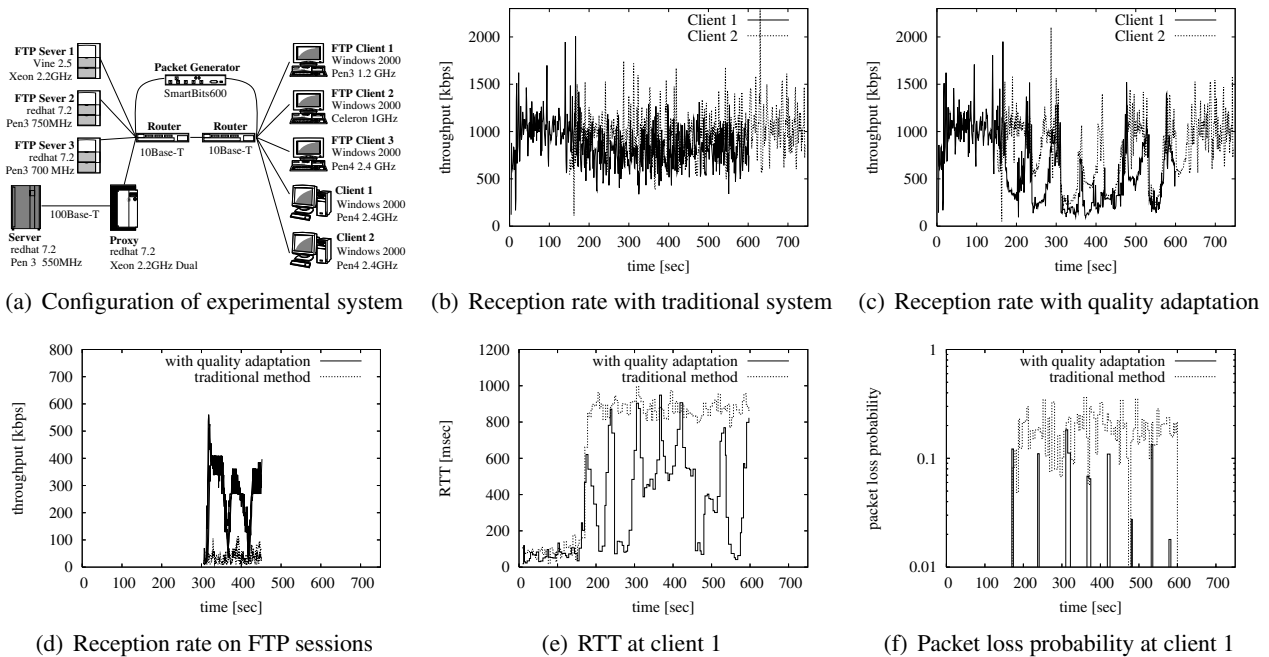 FTP Sever 1
Vine 2.5
Xeon 2.2GHz
FTP Sever 2
redhat 7.2
Pen3 750MHz
FTP Sever 3
redhat 7.2
Pen3 700 MHz
Server
redhat 7.2
Pen 3 550MHz
100Base-T
Proxy
redhat 7.2
Xeon 2.2GHz Dual
Packet Generator
SmartBits600
Router
10Base-T
Router
10Base-T
FTP Client 1
Windows 2000
Pen3 1.2 GHz
FTP Client 2
Windows 2000
Celeron 1GHz
FTP Client 3
Windows 2000
Pen4 2.4 GHz
Client 1
Windows 2000
Pen4 2.4GHz
Client 2
Windows 2000
Pen4 2.4GHz
(a) Configuration of experimental system
Client 1
Client 2
throughput [kbps]
2000
1500
1000
500
0
0 100 200 300 400 500 600 700
time [sec]
(b) Reception rate with traditional system
Client 1
Client 2
throughput [kbps]
2000
1500
1000
500
0
0 100 200 300 400 500 600 700
time [sec]
(c) Reception rate with quality adaptation
with quality adaptation
traditional method
throughput [kbps]
800
700
600
500
400
300
200
100
0
0 100 200 300 400 500 600 700
time [sec]
(d) Reception rate on FTP sessions
with quality adaptation
traditional method
RTT [msec]
1200
1000
800
600
400
200
0
0 100 200 300 400 500 600 700
time [sec]
(e) RTT at client 1
with quality adaptation
traditional method
packet loss probability
1
0.1
0.01
0 100 200 300 400 500 600 700
time [sec]
(f) Packet loss probability at client 1